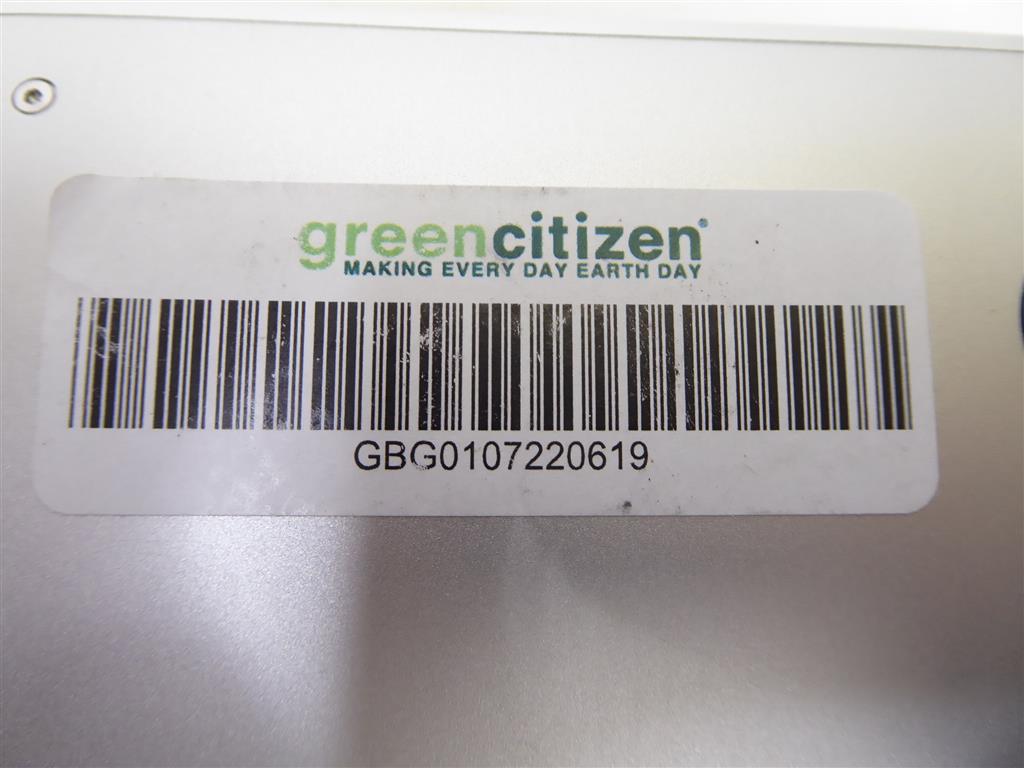 greencitizen®
MAKING EVERY DAY EARTH DAY
GBG0107220619